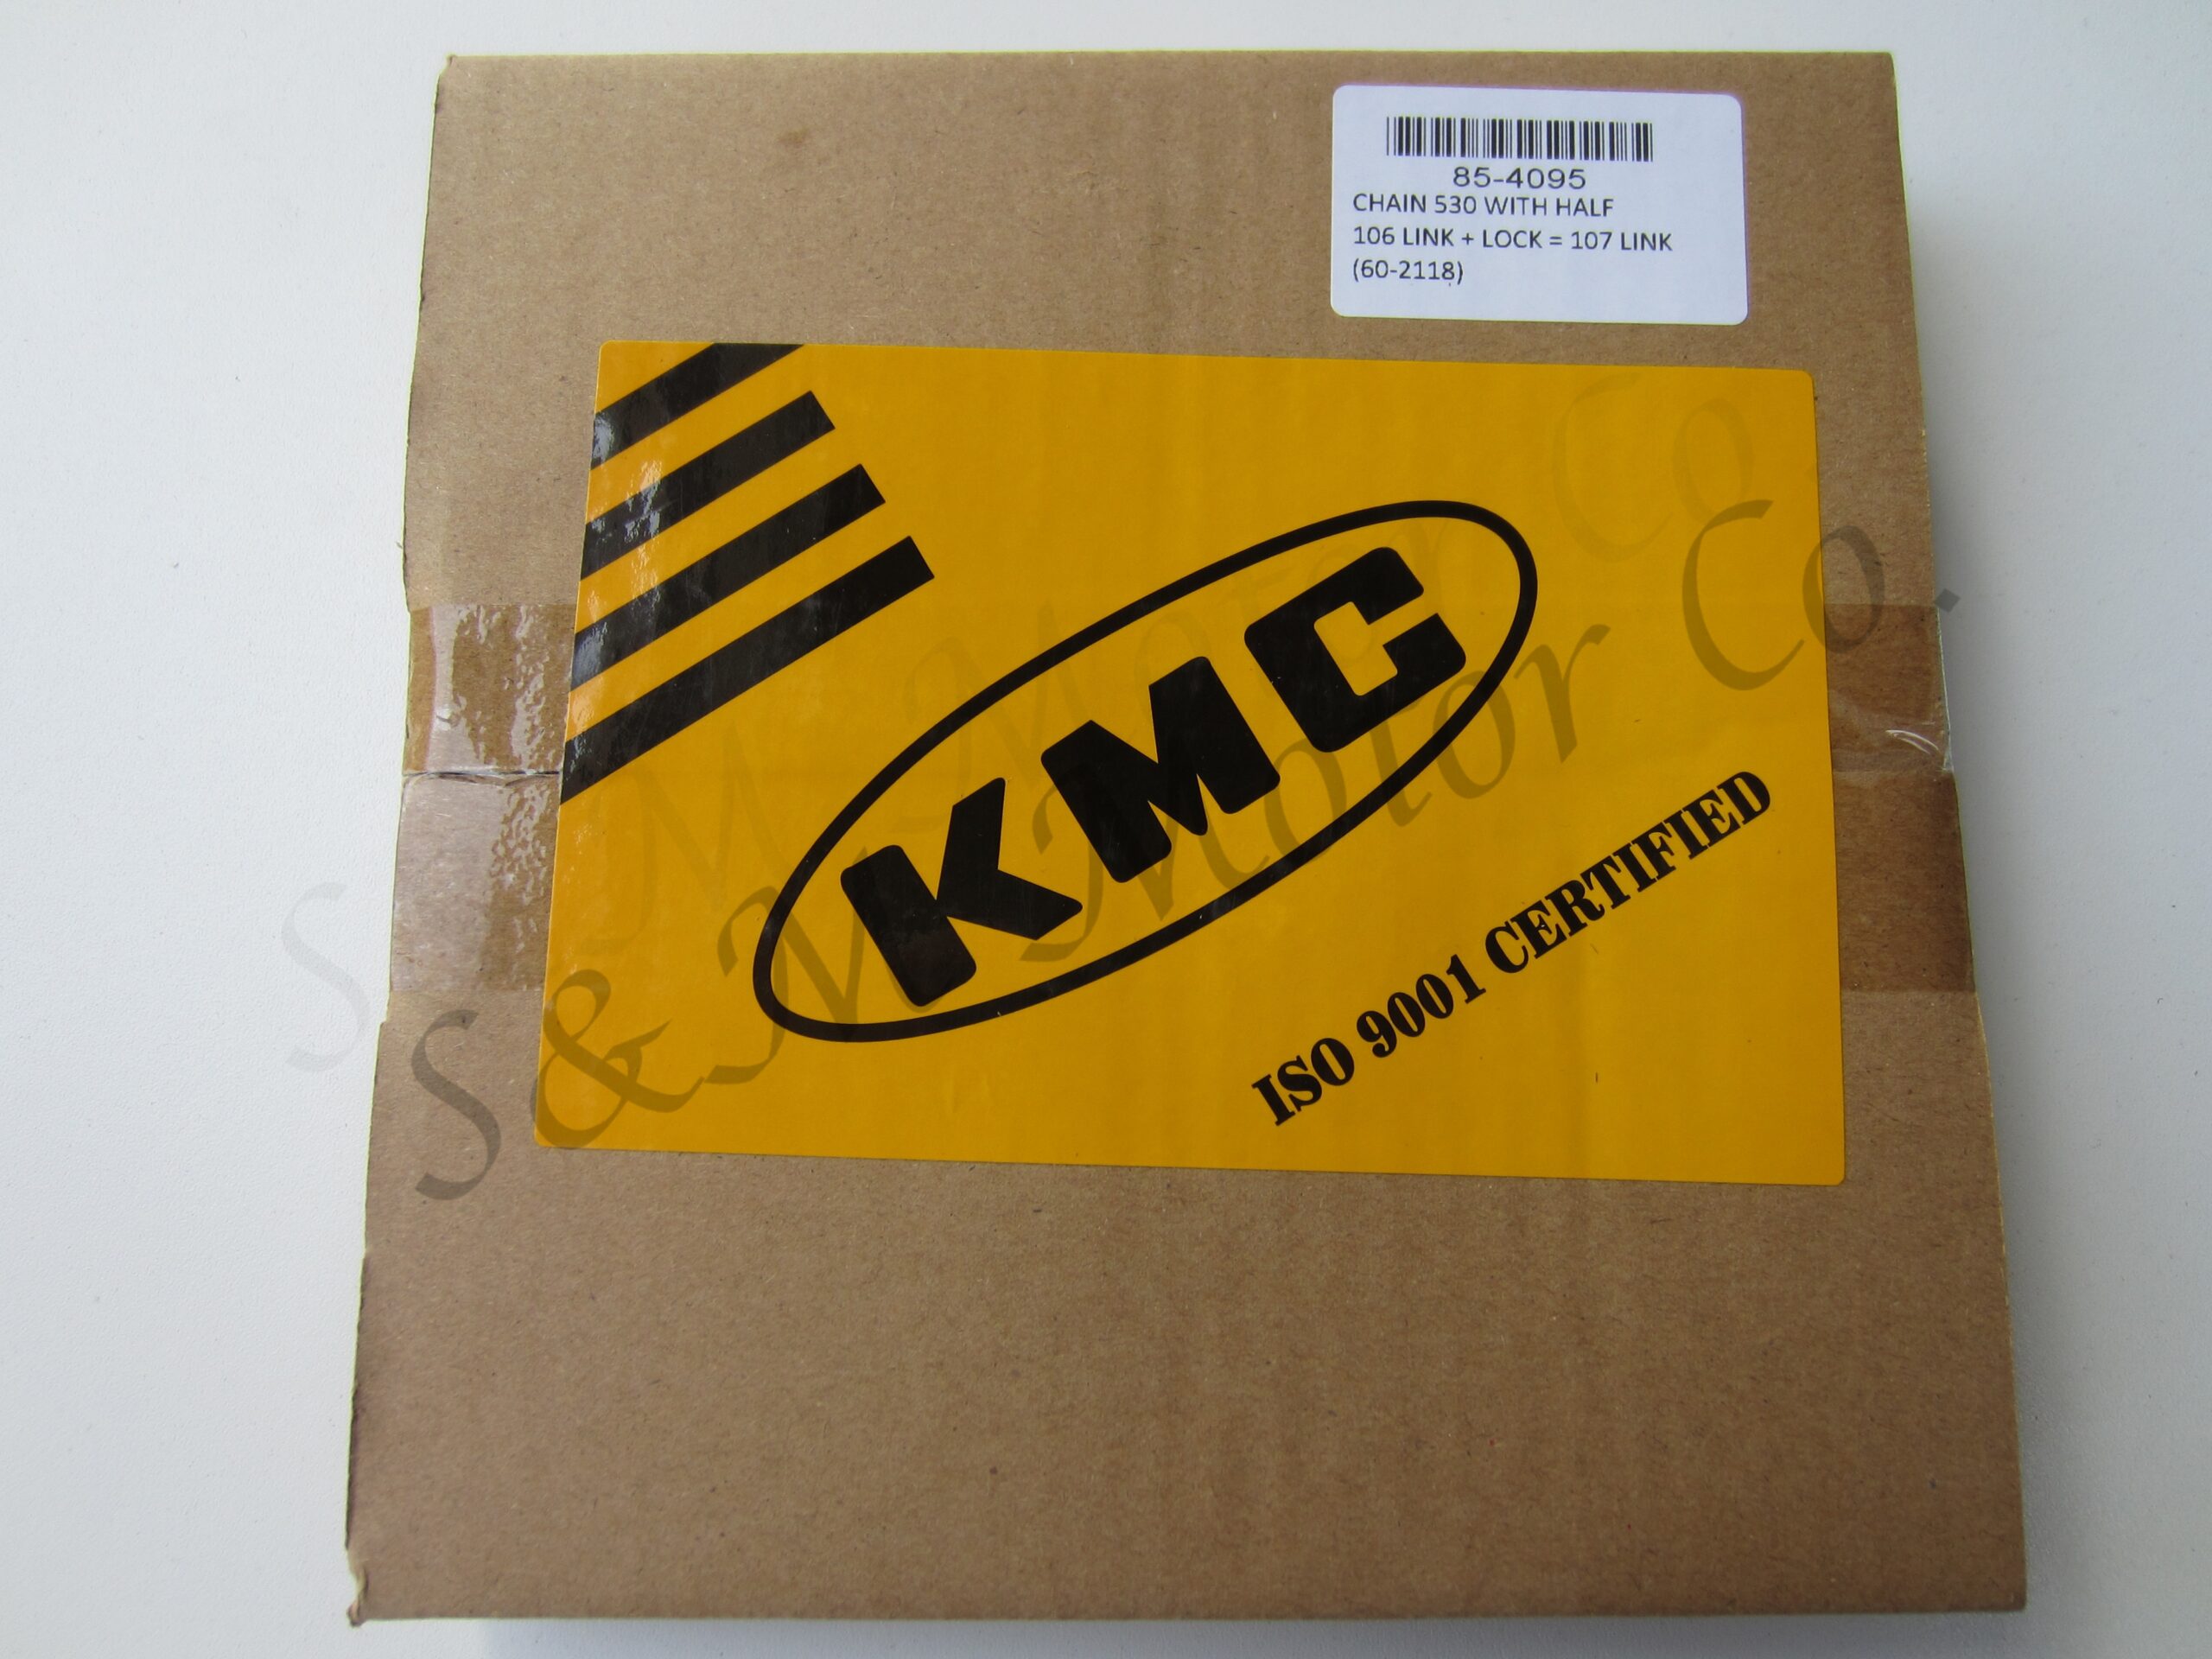 85-4095
CHAIN 530 WITH HALF
106 LINK + LOCK = 107 LINK
(60-2118)
KMC
ISO 9001 CERTIFIED
S & M Motor Co.
S M Motor Co